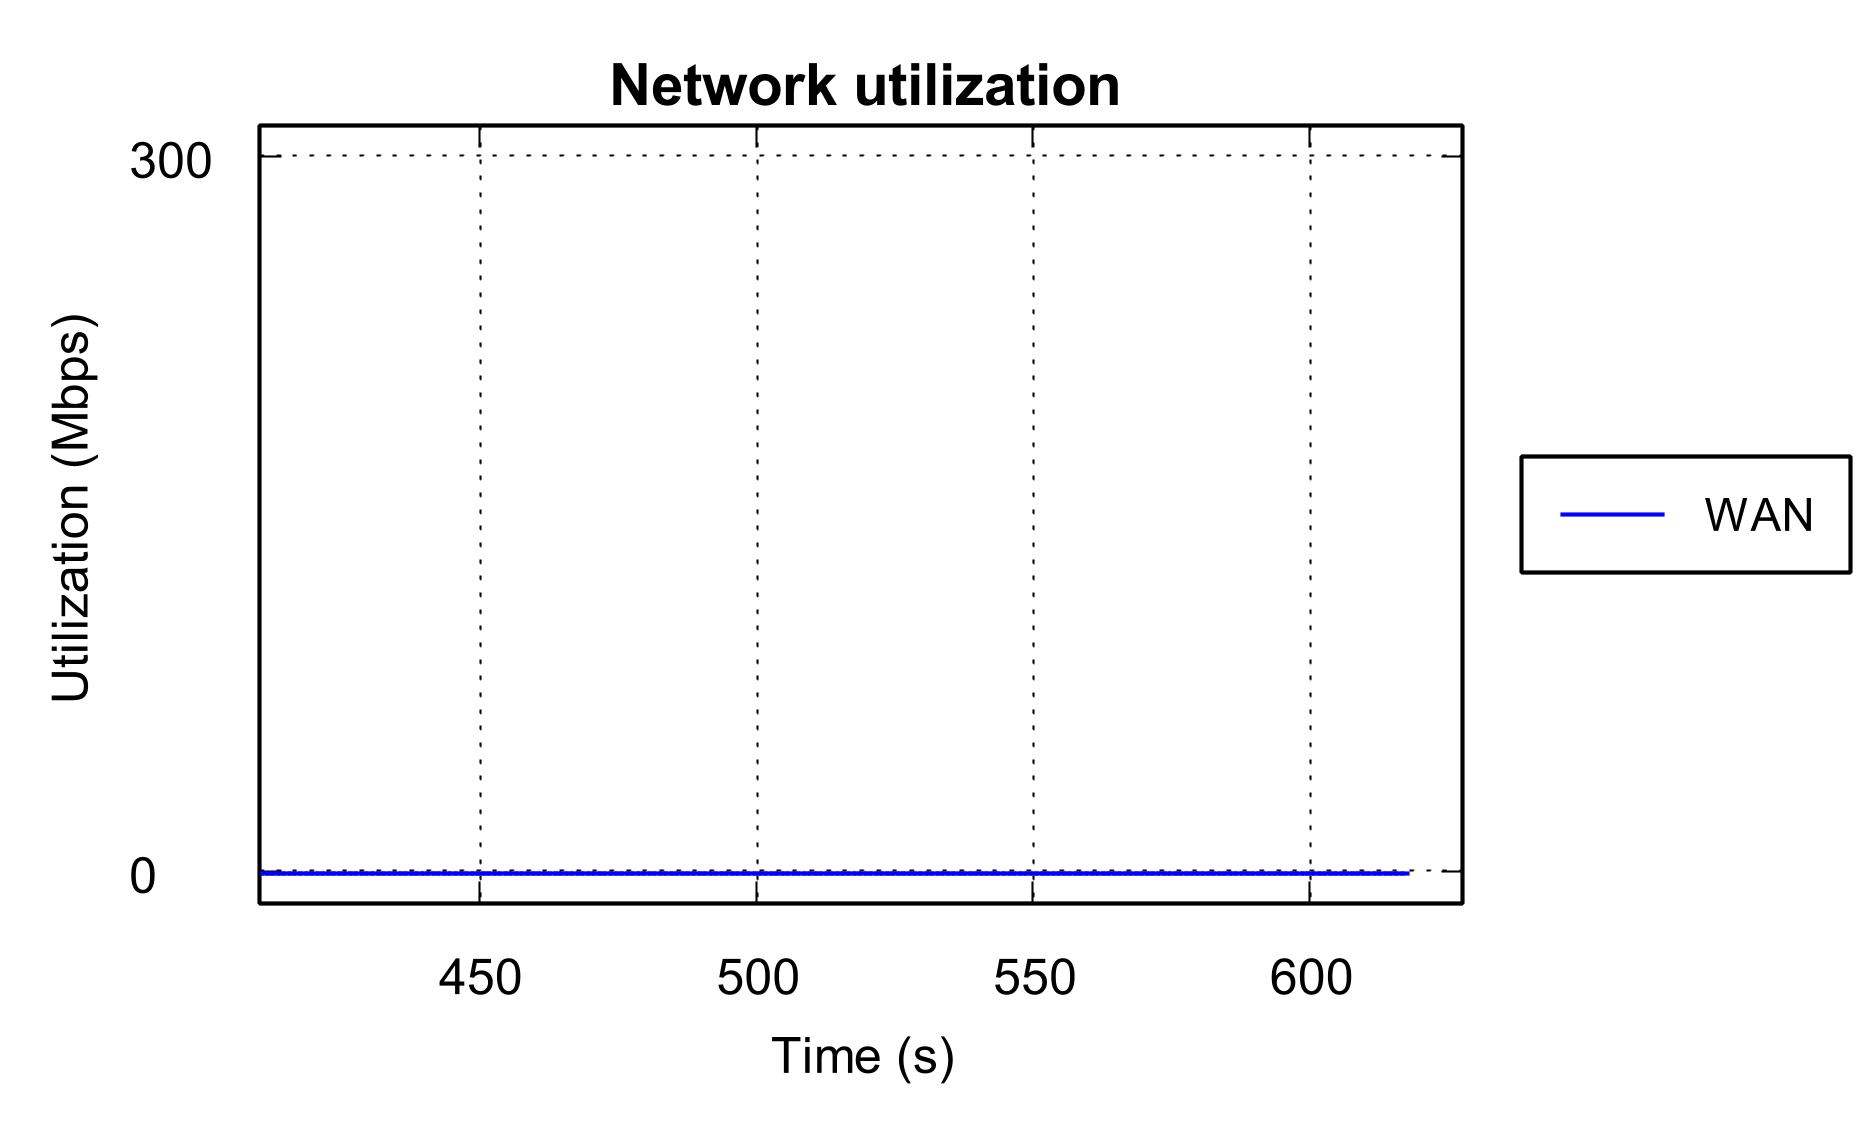 Network utilization
300
Utilization (Mbps)
WAN
0
450 500 550 600
Time (s)